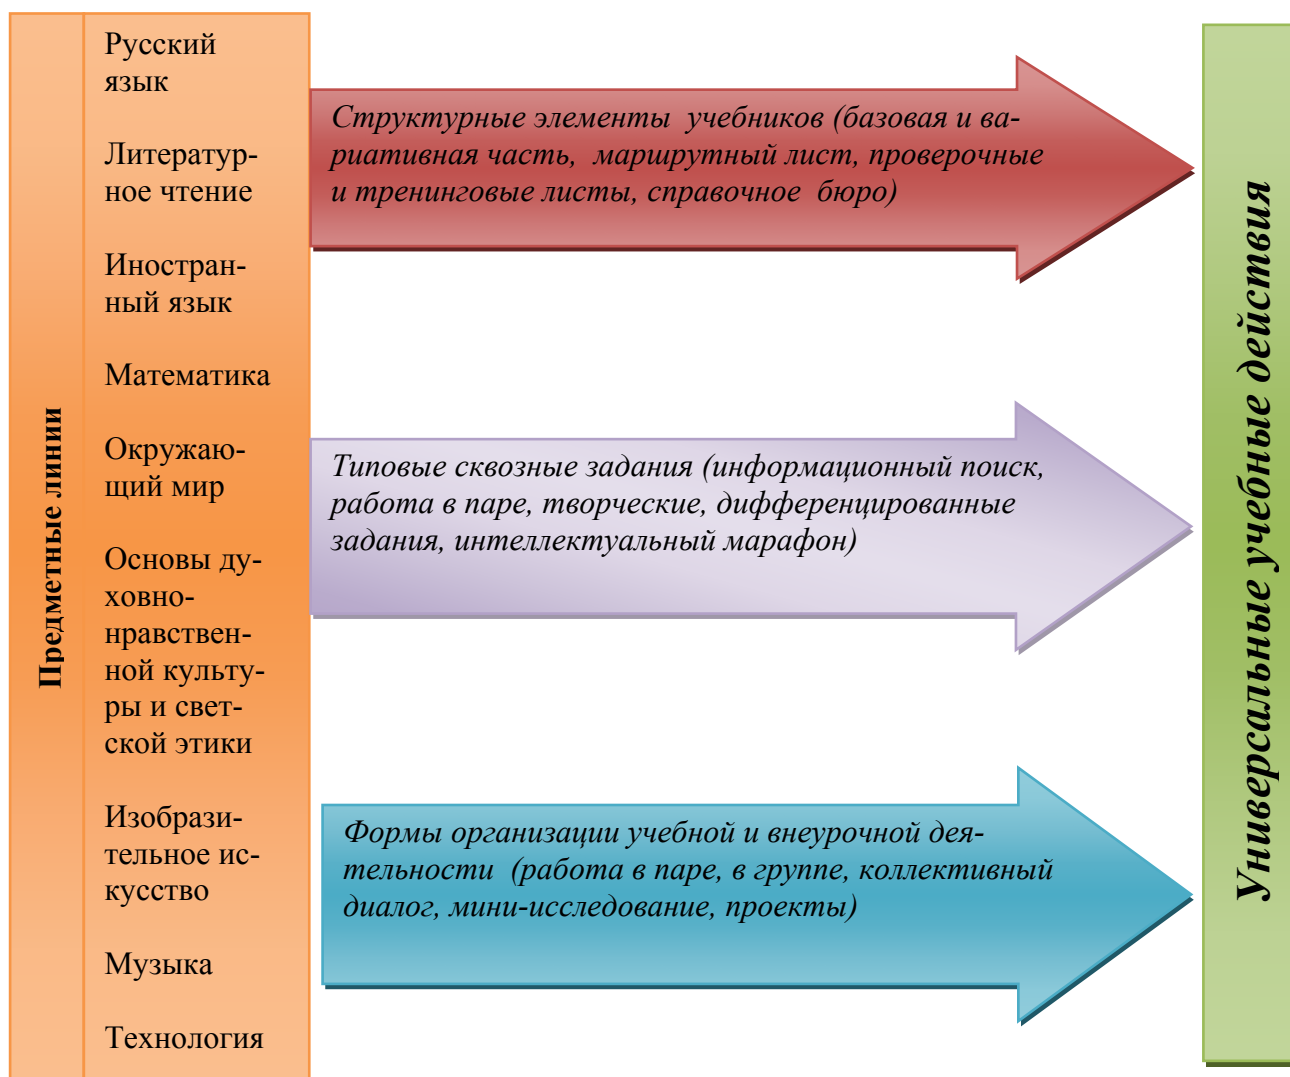 Предметные линии
Русский
язык
Литератур-
ное чтение
Иностран-
ный язык
Математика
Окружаю-
щий мир
Основы ду-
ховно-
нравствен-
ной культу-
ры и свет-
ской этики
Изобрази-
тельное ис-
кусство
Музыка
Технология
Структурные элементы учебников (базовая и ва-
риативная часть, маршрутный лист, проверочные
и тренинговые листы, справочное бюро)
Типовые сквозные задания (информационный поиск,
работа в паре, творческие, дифференцированные
задания, интеллектуальный марафон)
Формы организации учебной и внеурочной дея-
тельности (работа в паре, в группе, коллективный
диалог, мини-исследование, проекты)
Универсальные учебные действия